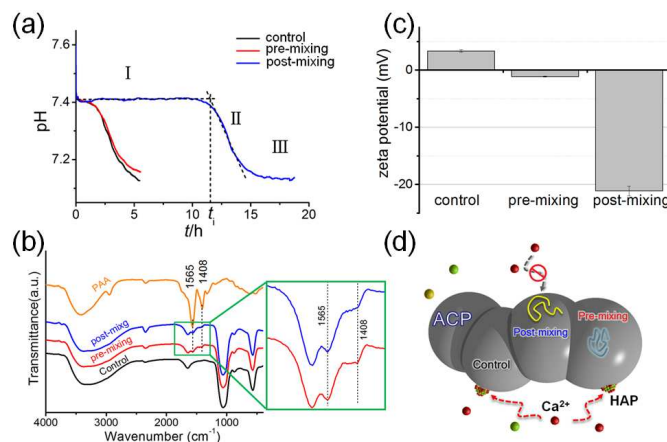 (a)
7.6
7.4
7.2
pH
control
pre-mixing
post-mixing
I
II
III
0
5
10
15
20
t/h
ti
(c)
0
-10
-20
zeta potential (mV)
control
pre-mixing
post-mixing
(b)
Transmittance(a.u.)
PAA
post-mixg
pre-mixing
Control
1565
1408
1565
1408
4000
3000
2000
1000
Wavenumber (cm-1)
(d)
ACP
Control
Post-mixing
Pre-mixing
Ca2+
HAP